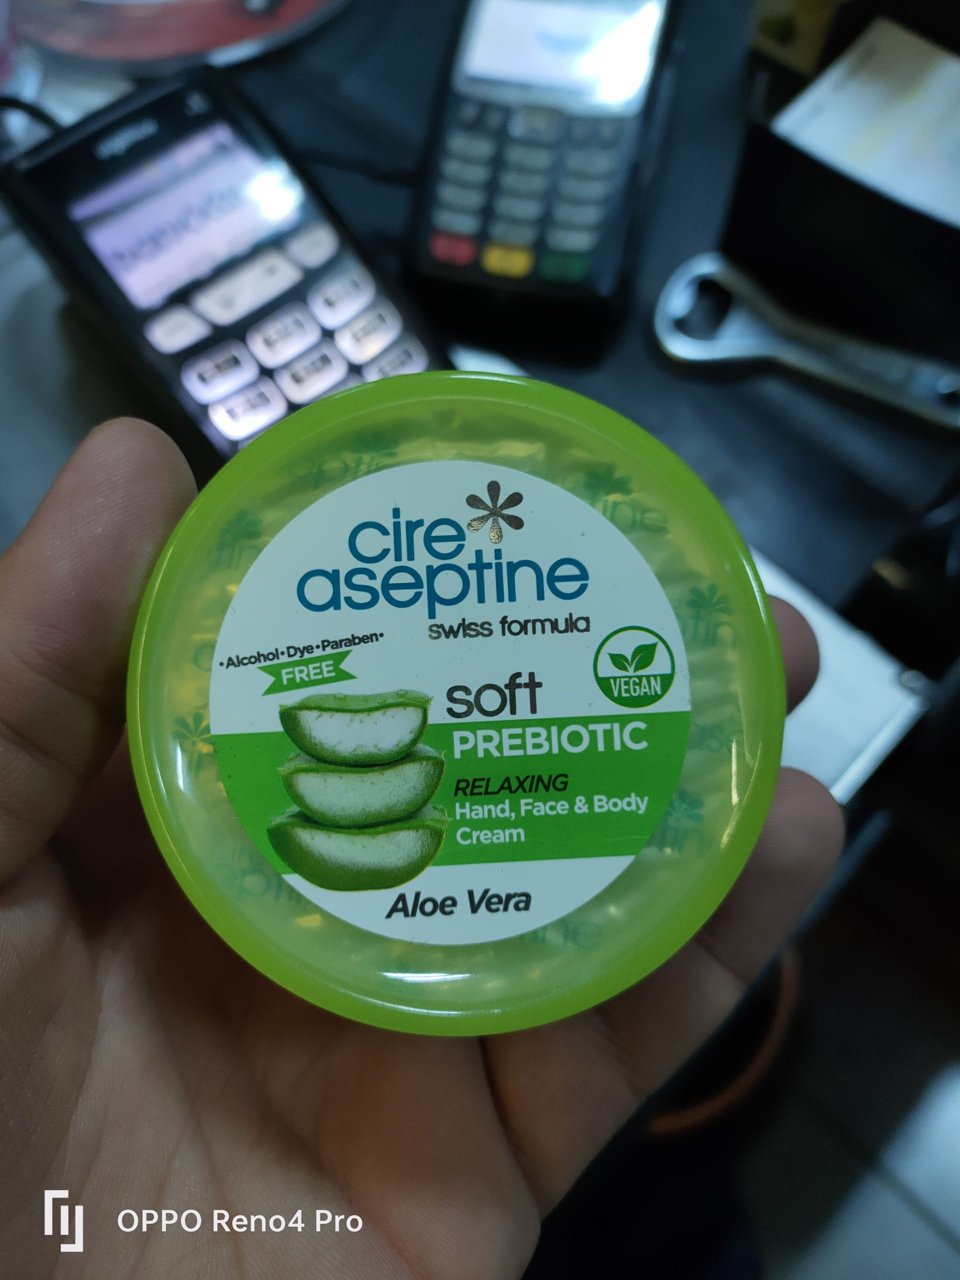 cire
aseptine
swiss formula
•Alcohol•Dye•Paraben•
FREE
VEGAN
soft
PREBIOTIC
RELAXING
Hand, Face & Body
Cream
Aloe Vera
OPPO Reno4 Pro